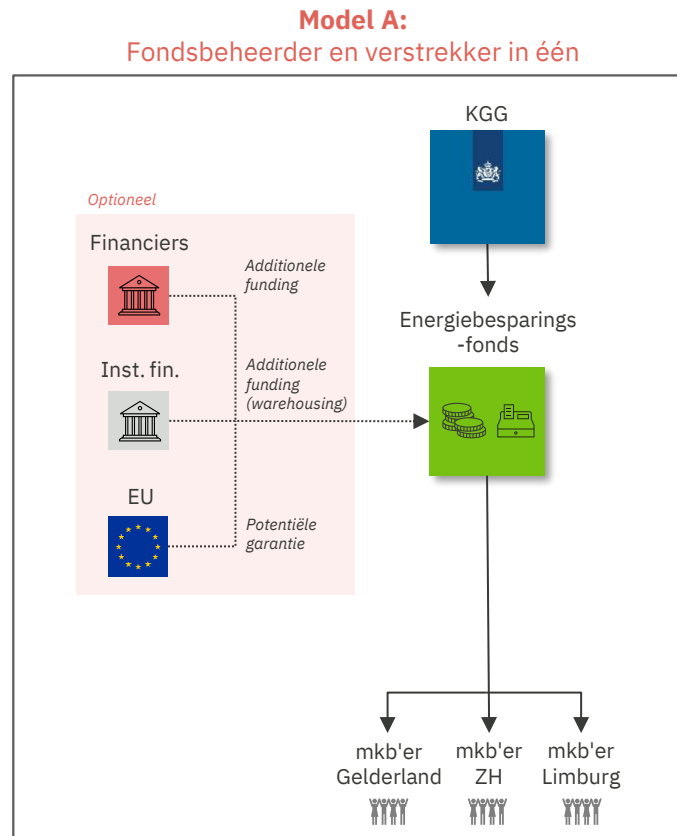 Model A:
Fondsbeheerder en verstrekker in één
KGG
Optioneel
Financiers
Additionele
funding
Energiebesparings
-fonds
Inst. fin.
Additionele
funding
(warehousing)
EU
Potentiële
garantie
mkb'er
Gelderland
mkb'er
ZH
mkb'er
Limburg